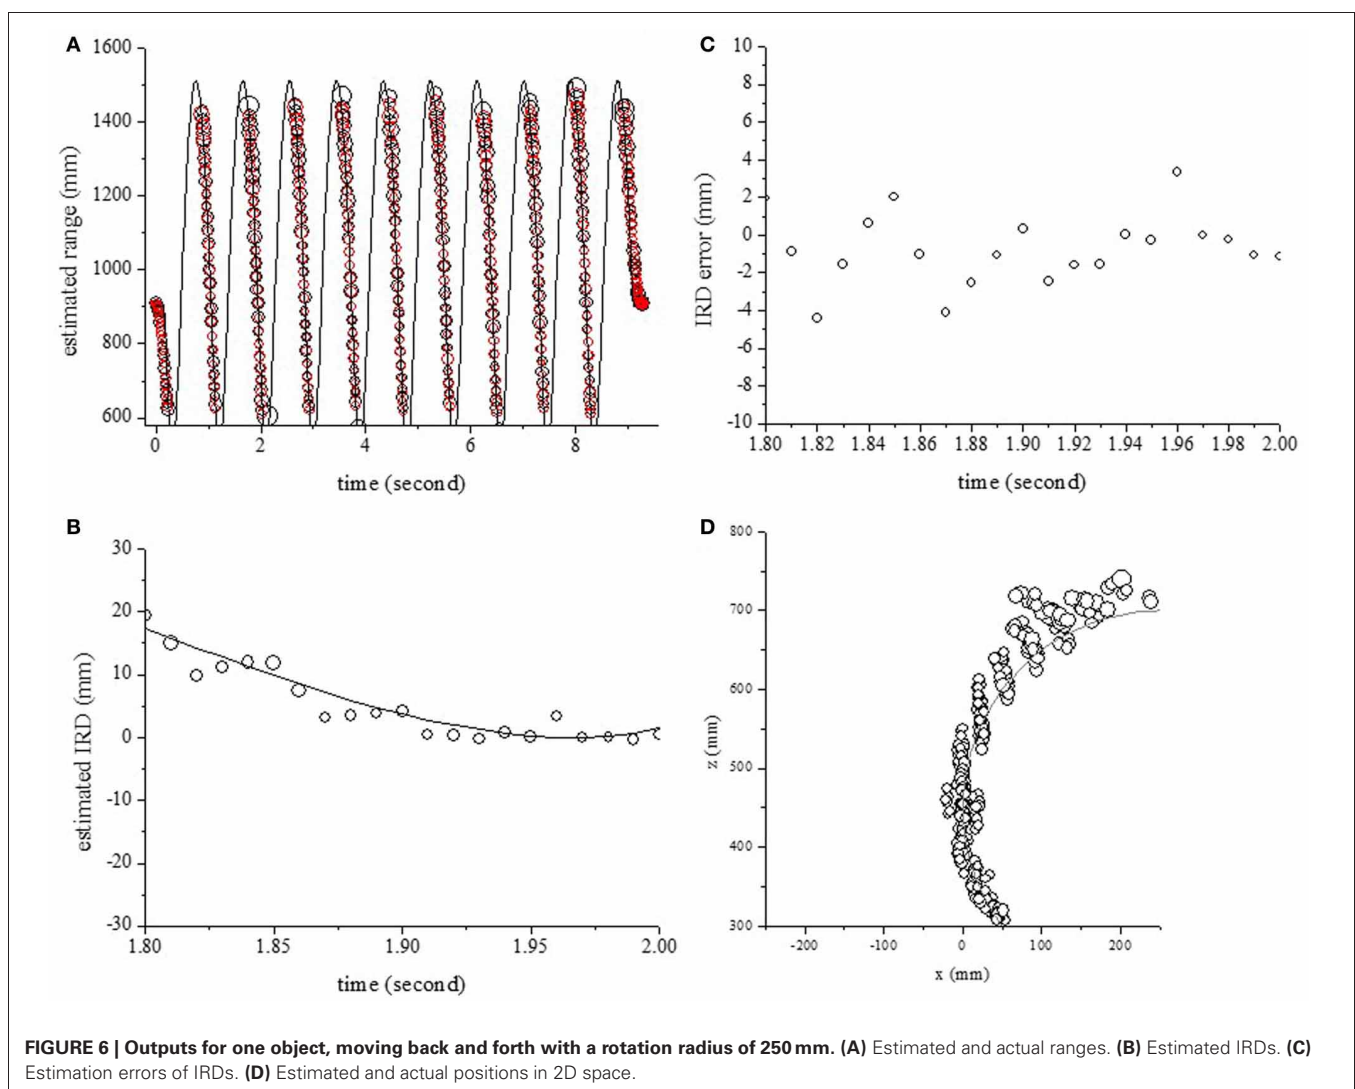 A
1600
1400
1200
1000
800
600
estimated range (mm)
0 2 4 6 8
time (second)
C
10
8
6
4
2
0
-2
-4
-6
-8
-10
IRD error (mm)
1.80 1.82 1.84 1.86 1.88 1.90 1.92 1.94 1.96 1.98 2.00
time (second)
B
30
20
10
0
-10
-20
-30
estimated IRD (mm)
1.80 1.85 1.90 1.95 2.00
time (second)
D
800
700
600
500
400
300
z (mm)
-200 -100 0 100 200
x (mm)
FIGURE 6 | Outputs for one object, moving back and forth with a rotation radius of 250 mm. (A) Estimated and actual ranges. (B) Estimated IRDs. (C)
Estimation errors of IRDs. (D) Estimated and actual positions in 2D space.